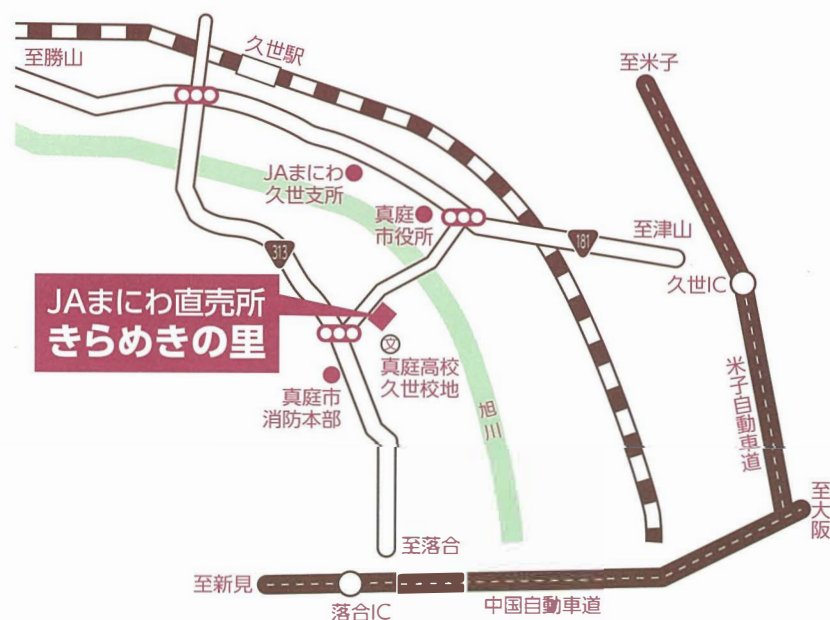 至勝山
久世駅
至米子
JAまにわ
久世支所
真庭
市役所
至津山
181
313
久世IC
JAまにわ直売所
きらめきの里
文
真庭高校
久世校地
真庭市
消防本部
旭川
米子自動車道
至大阪
至落合
至新見
落合IC
中国自動車道